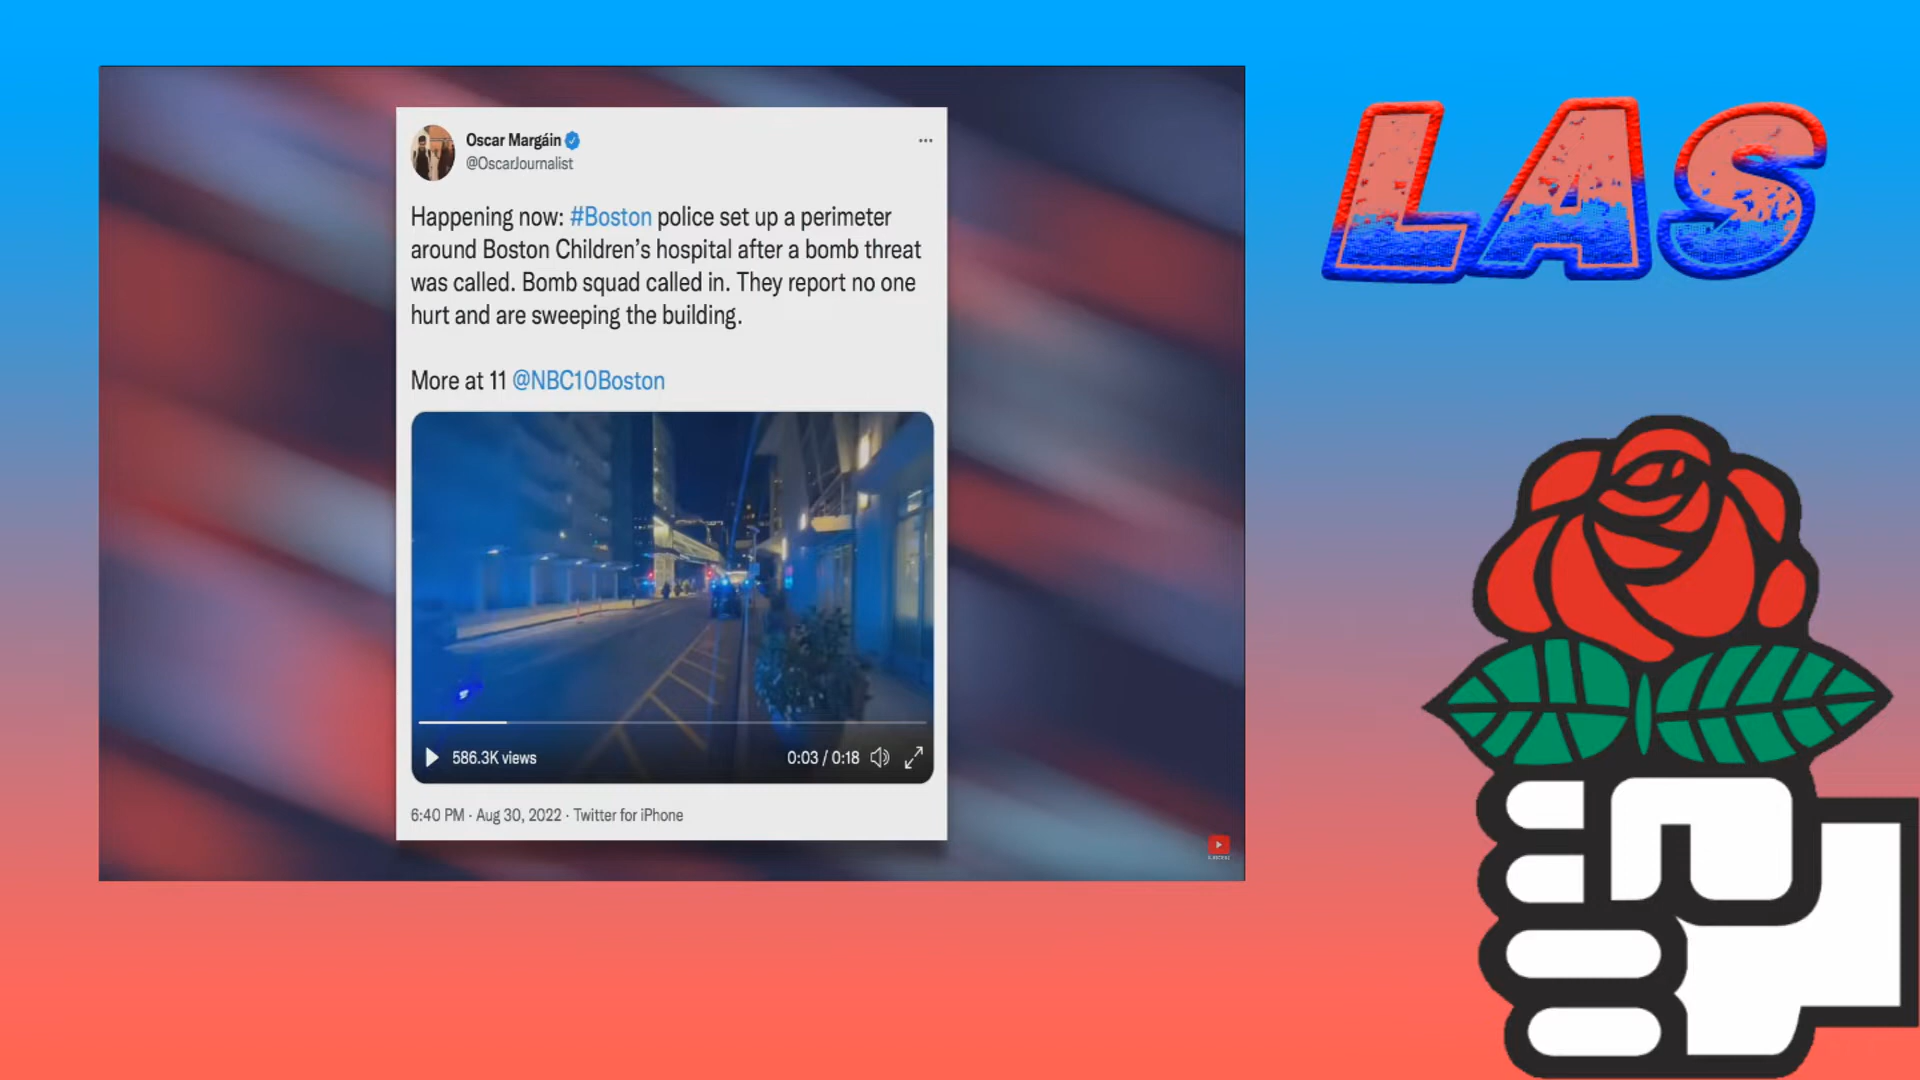 Oscar Margáin
@OscarJournalist
Happening now: #Boston police set up a perimeter
around Boston Children's hospital after a bomb threat
was called. Bomb squad called in. They report no one
hurt and are sweeping the building.
More at 11 @NBC10Boston
586.3K views
0:03 / 0:18
6:40 PM · Aug 30, 2022 · Twitter for iPhone
LAS